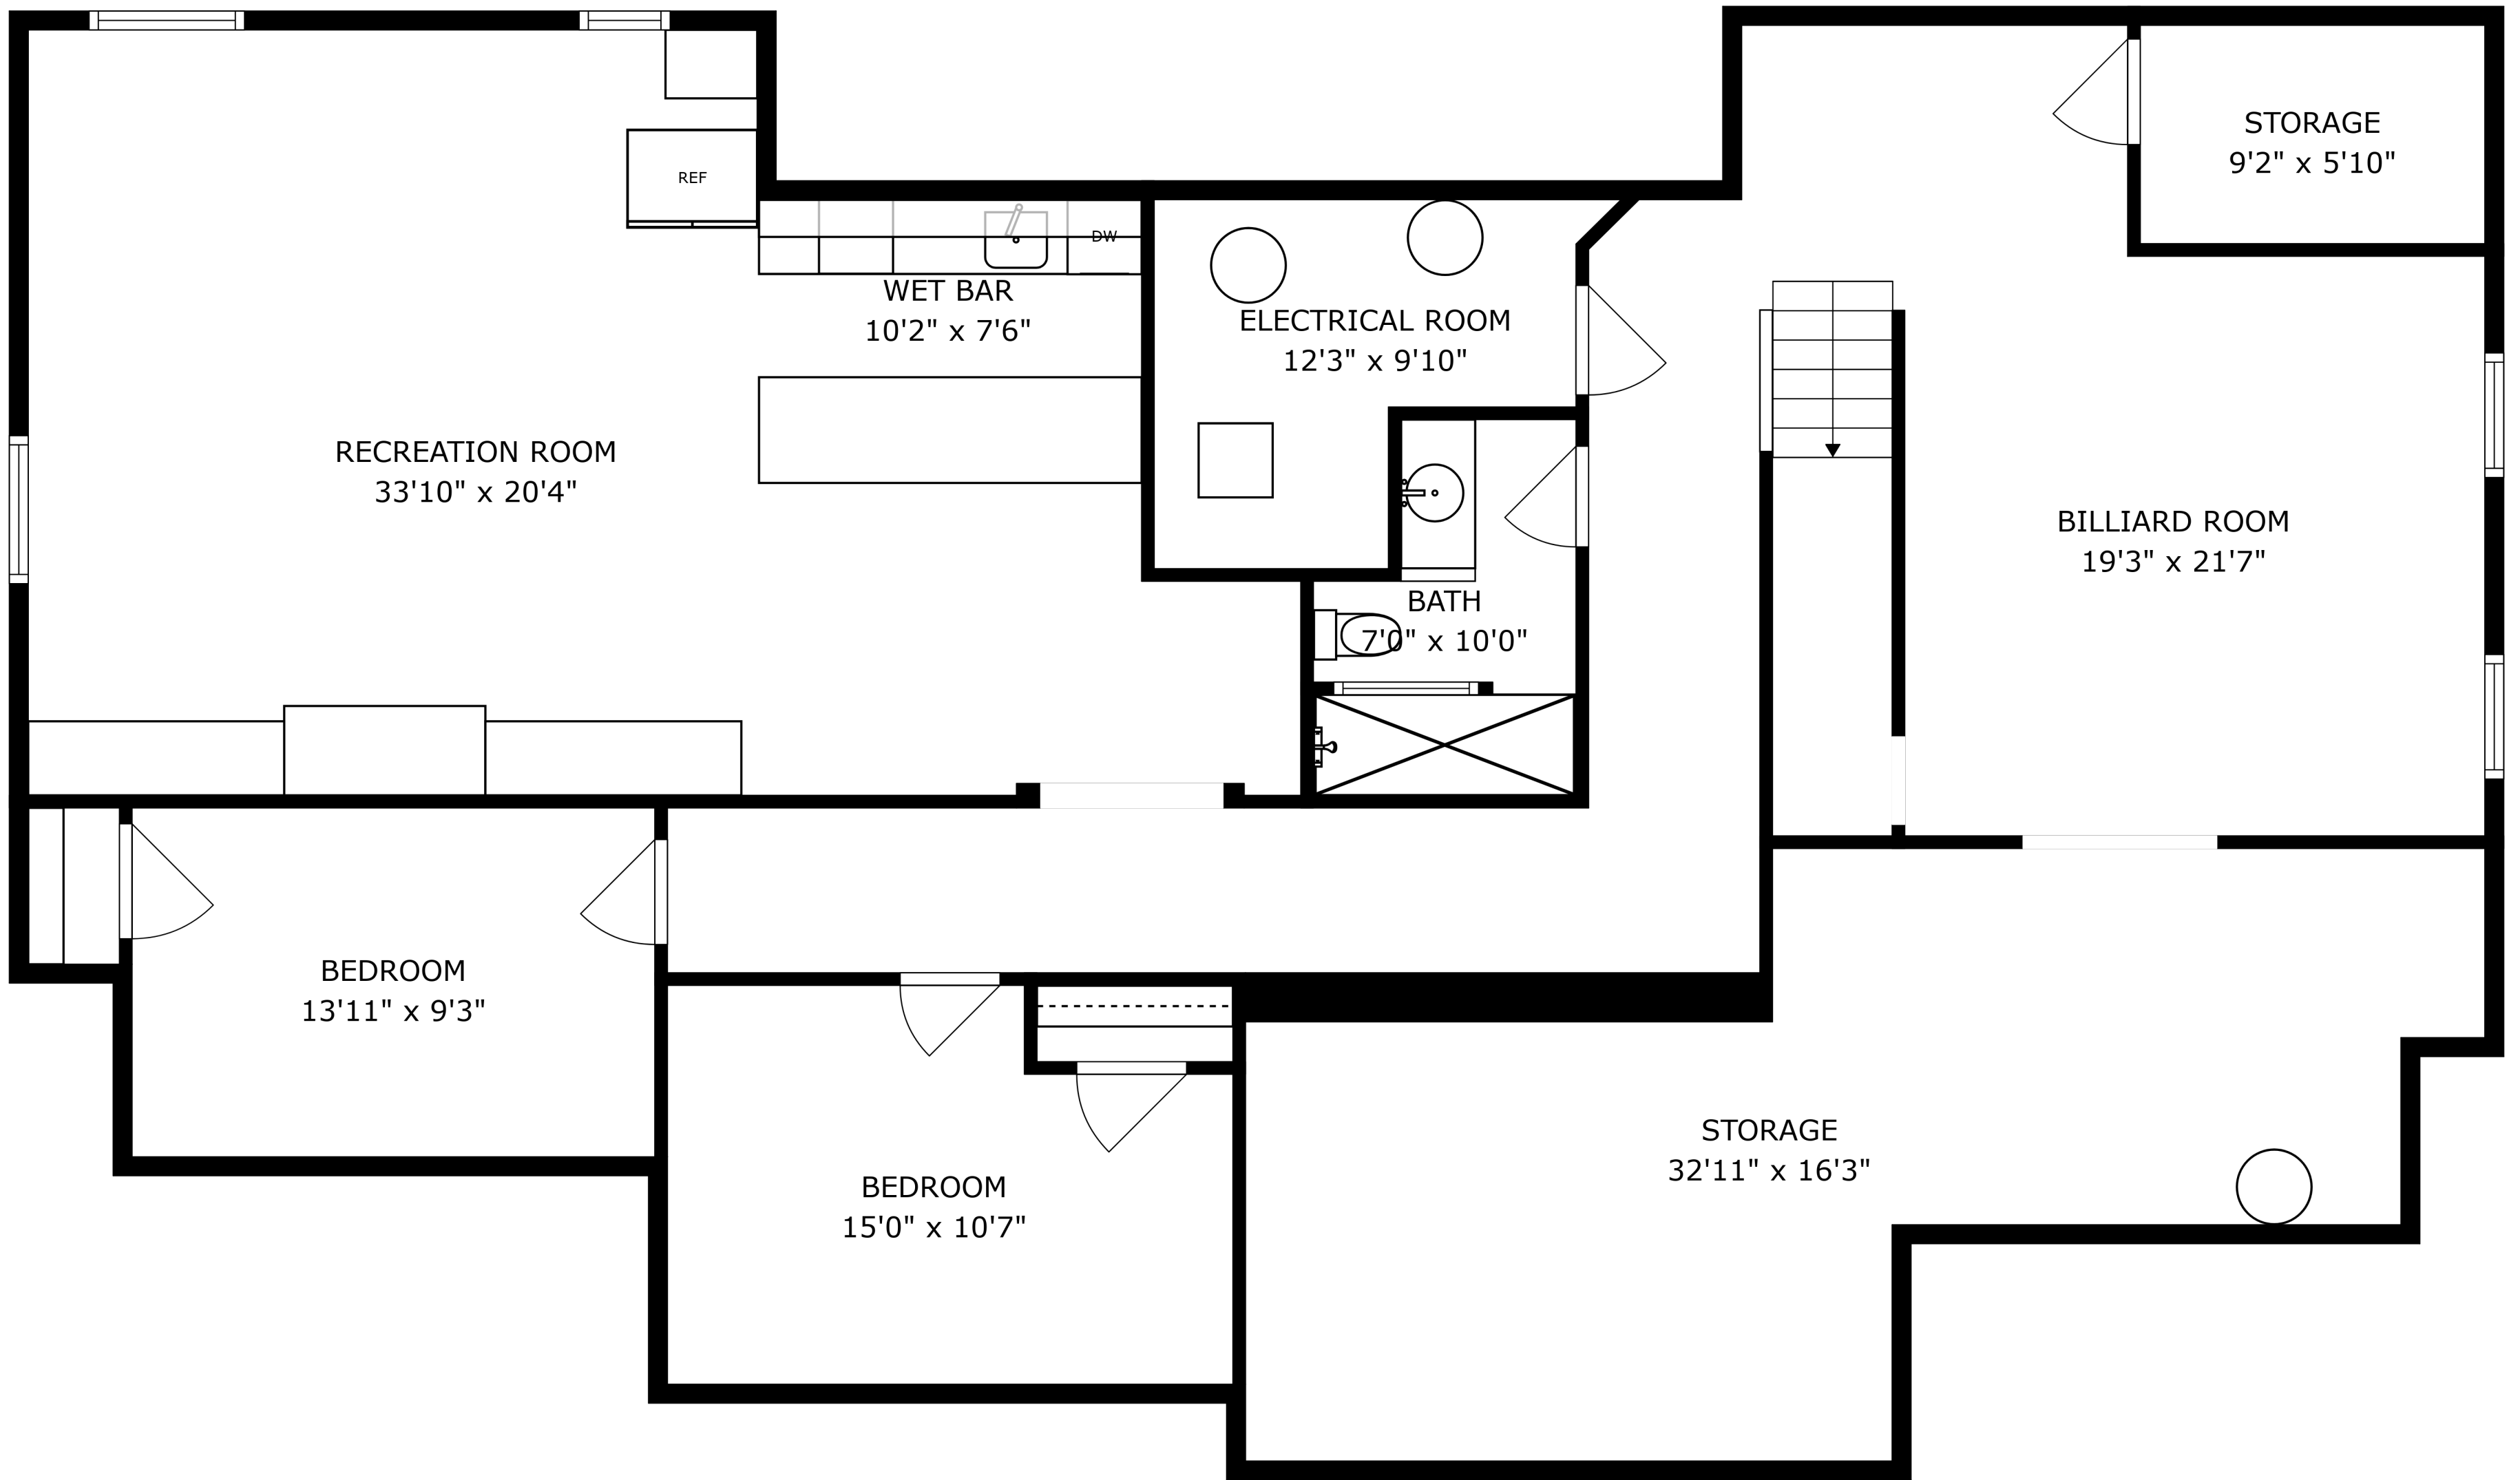 STORAGE
9'2" x 5'10"
REF
DW
WET BAR
10'2" x 7'6"
ELECTRICAL ROOM
12'3" x 9'10"
RECREATION ROOM
33'10" x 20'4"
BILLIARD ROOM
19'3" x 21'7"
BATH
7'0" x 10'0"
BEDROOM
13'11" x 9'3"
STORAGE
32'11" x 16'3"
BEDROOM
15'0" x 10'7"